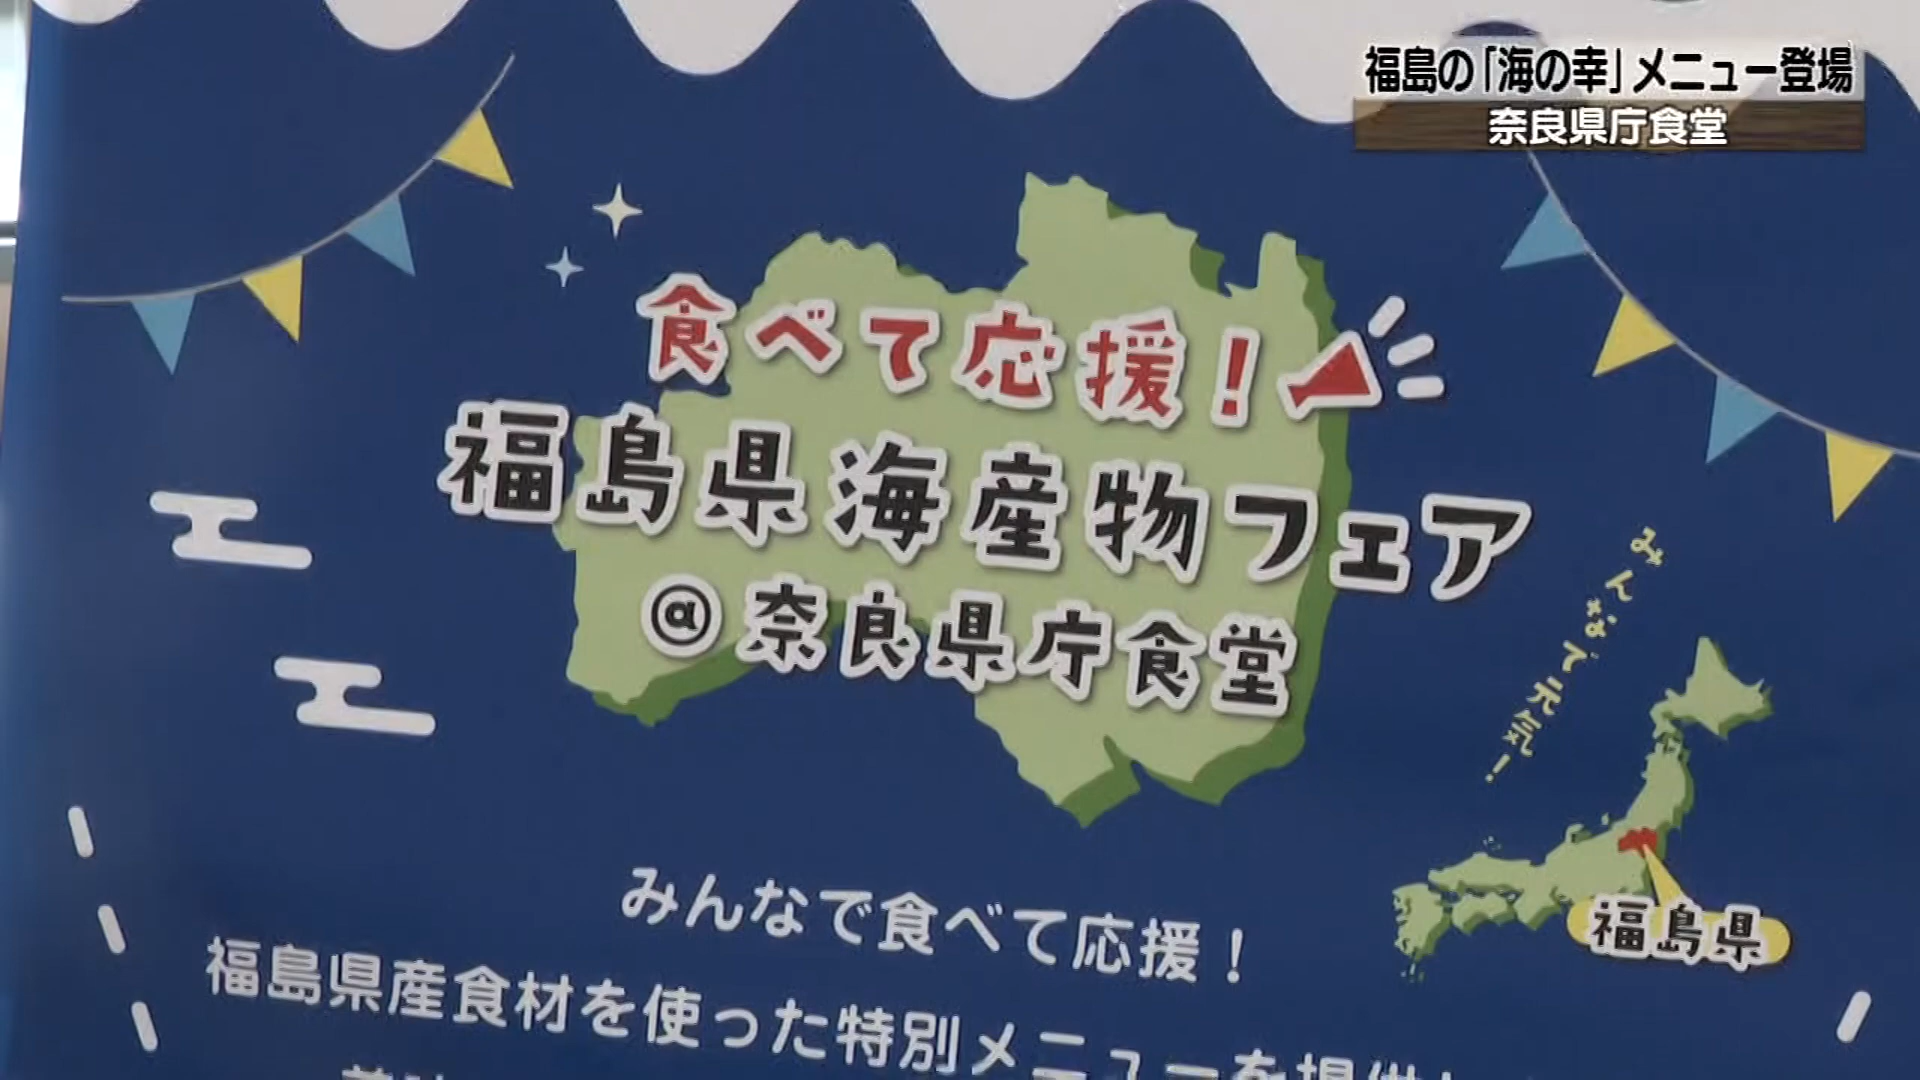 福島の「海の幸」メニュー登場
奈良県庁食堂
食べて応援！
福島県海産物フェア
@奈良県庁食堂
みんなで元気！
福島県
みんなで食べて応援！
福島県産食材を使った特別メニューを提供